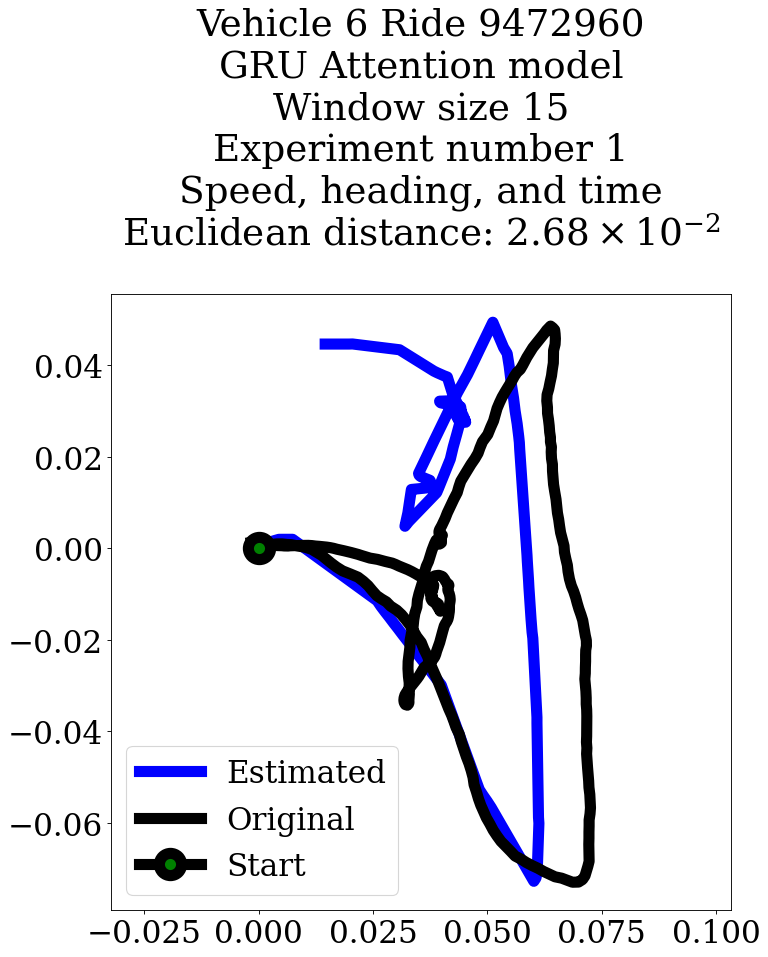 Vehicle 6 Ride 9472960
GRU Attention model
Window size 15
Experiment number 1
Speed, heading, and time
Euclidean distance: 2.68 × 10⁻²
0.04
0.02
0.00
−0.02
−0.04
−0.06
Estimated
Original
Start
−0.025 0.000 0.025 0.050 0.075 0.100